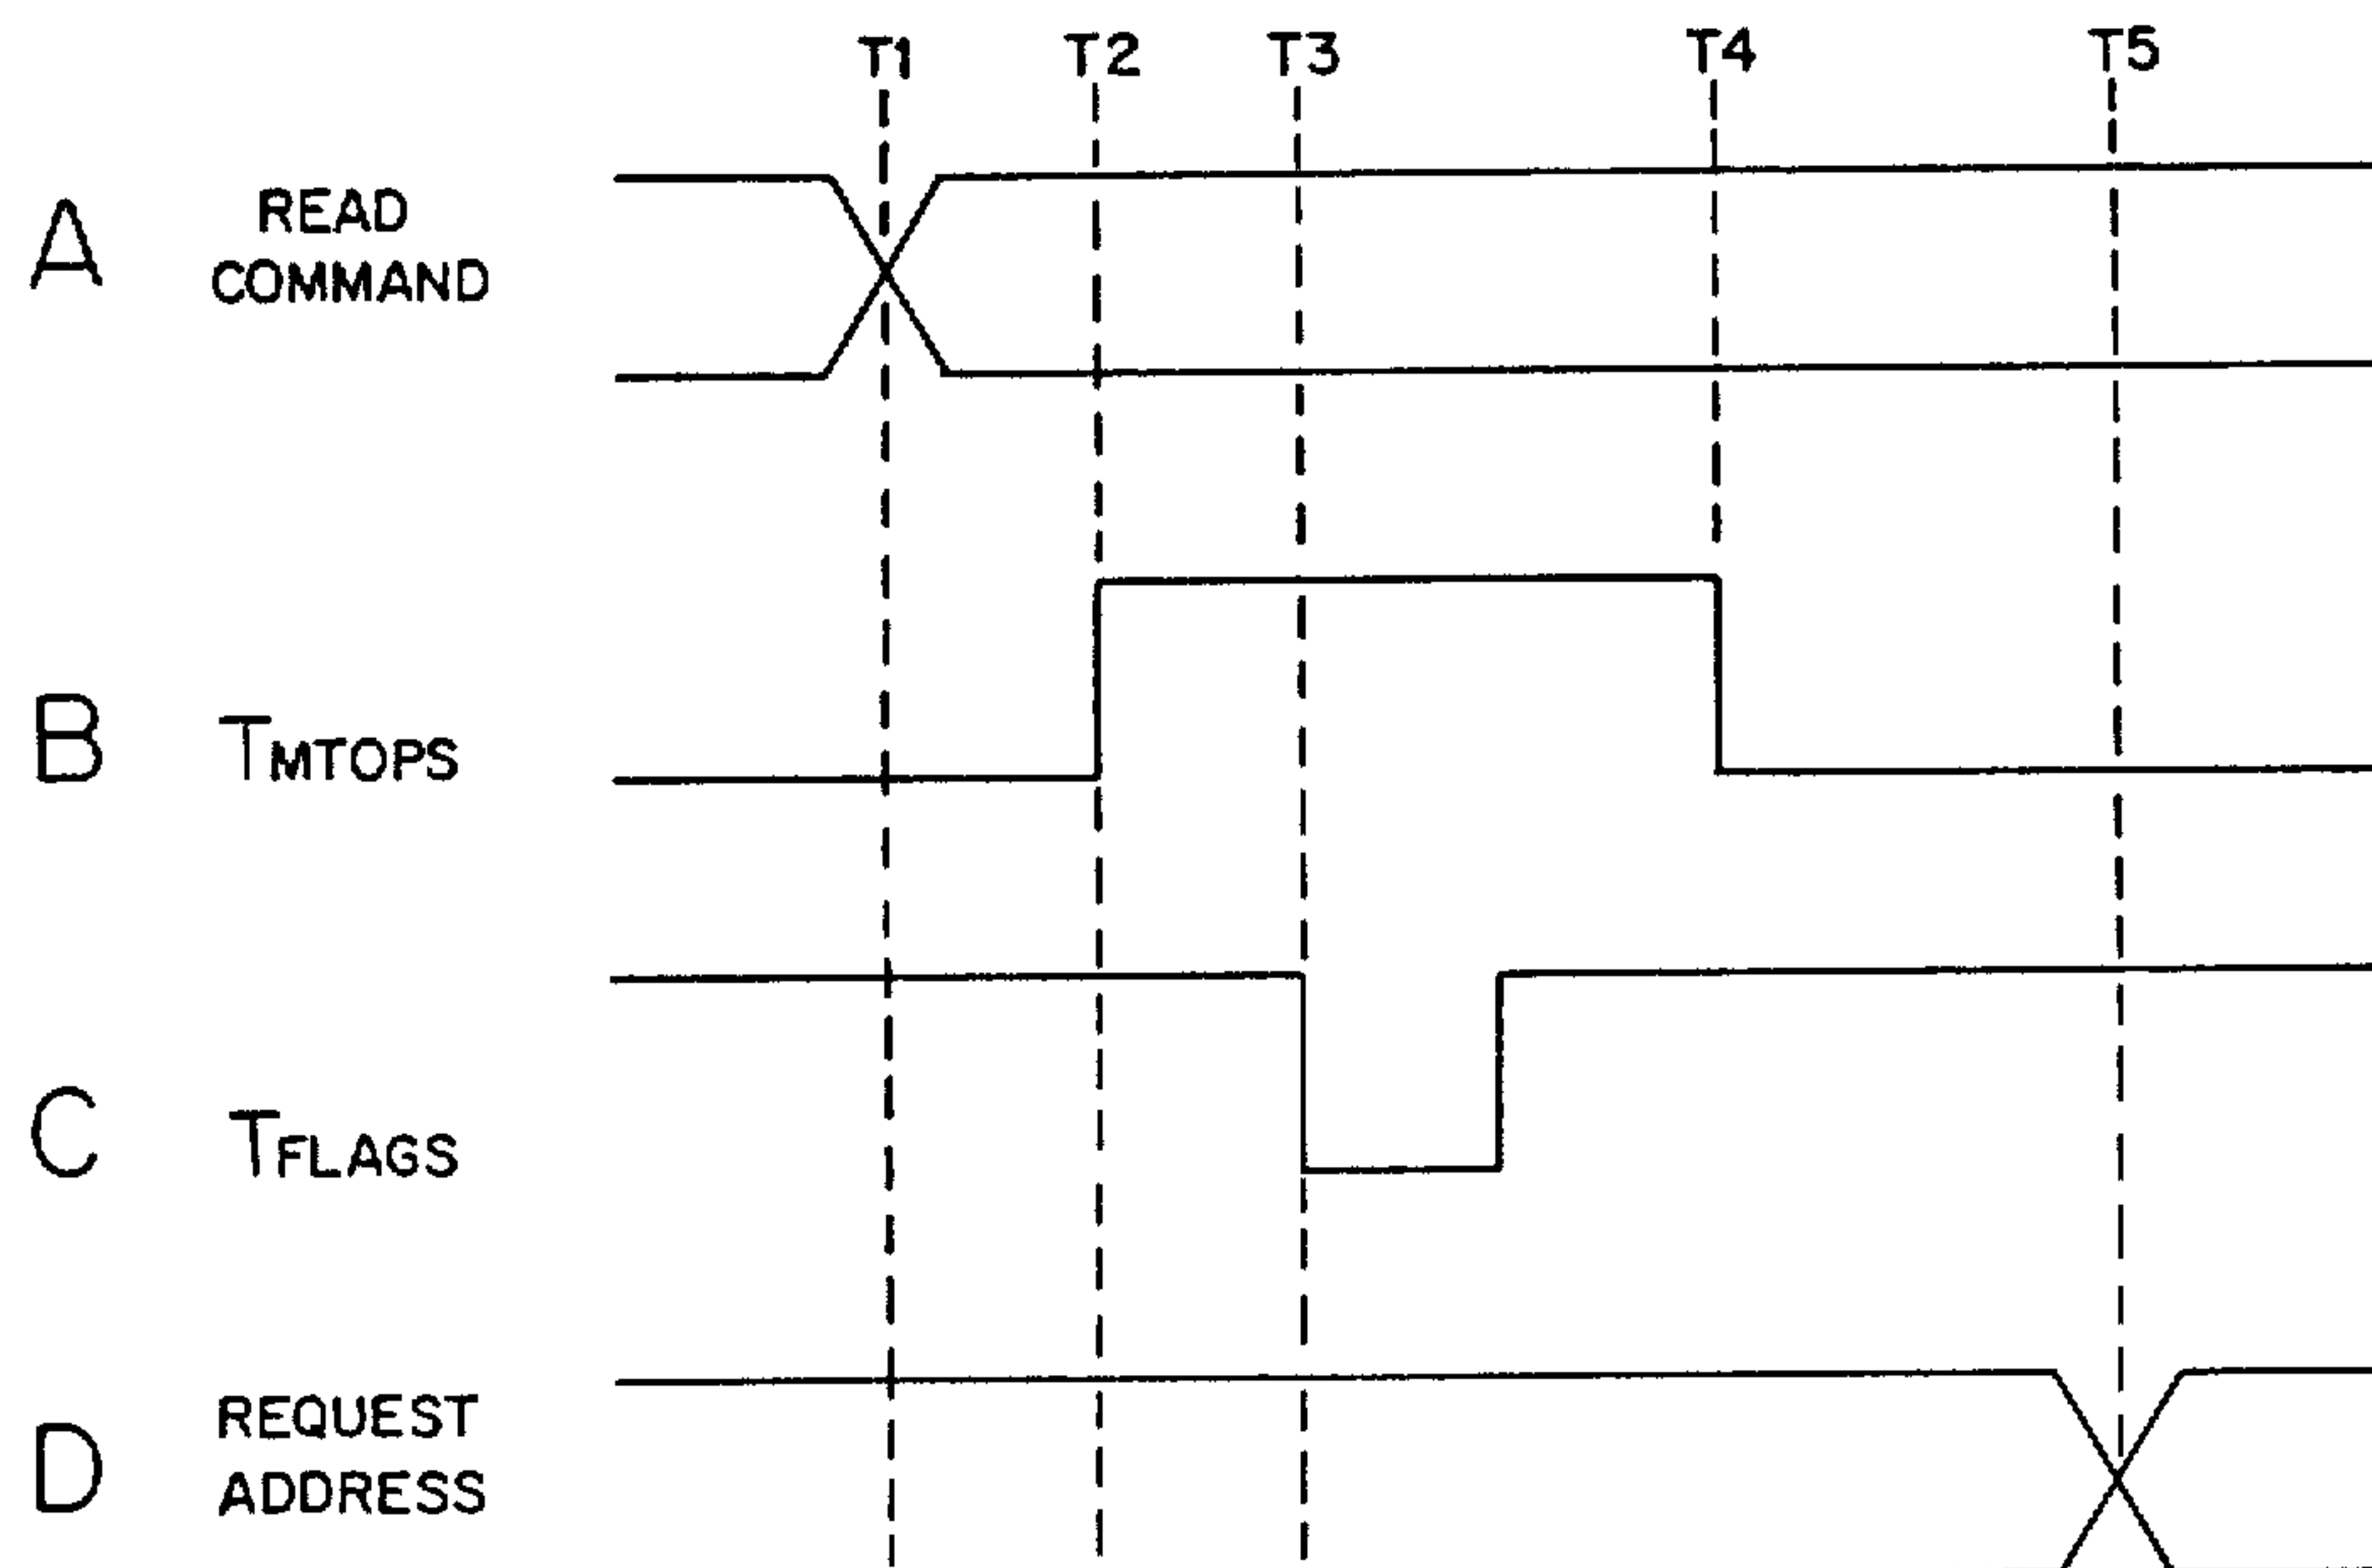 T1 T2 T3 T4 T5
A READ
COMMAND
B TMTOPS
C TFLAGS
D REQUEST
ADDRESS